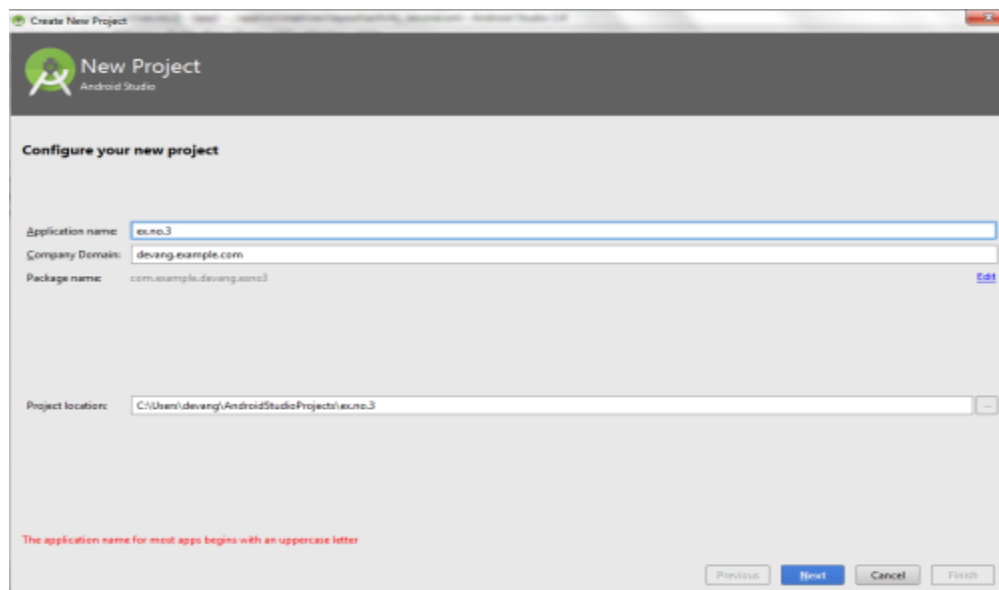 Create New Project
New Project
Android Studio
Configure your new project
Application name: ex.no.3
Company Domain: devang.example.com
Package name: com.example.devang.exno3 Edit
Project location: C:\Users\devang\AndroidStudioProjects\ex.no.3 ...
The application name for most apps begins with an uppercase letter
Previous Next Cancel Finish